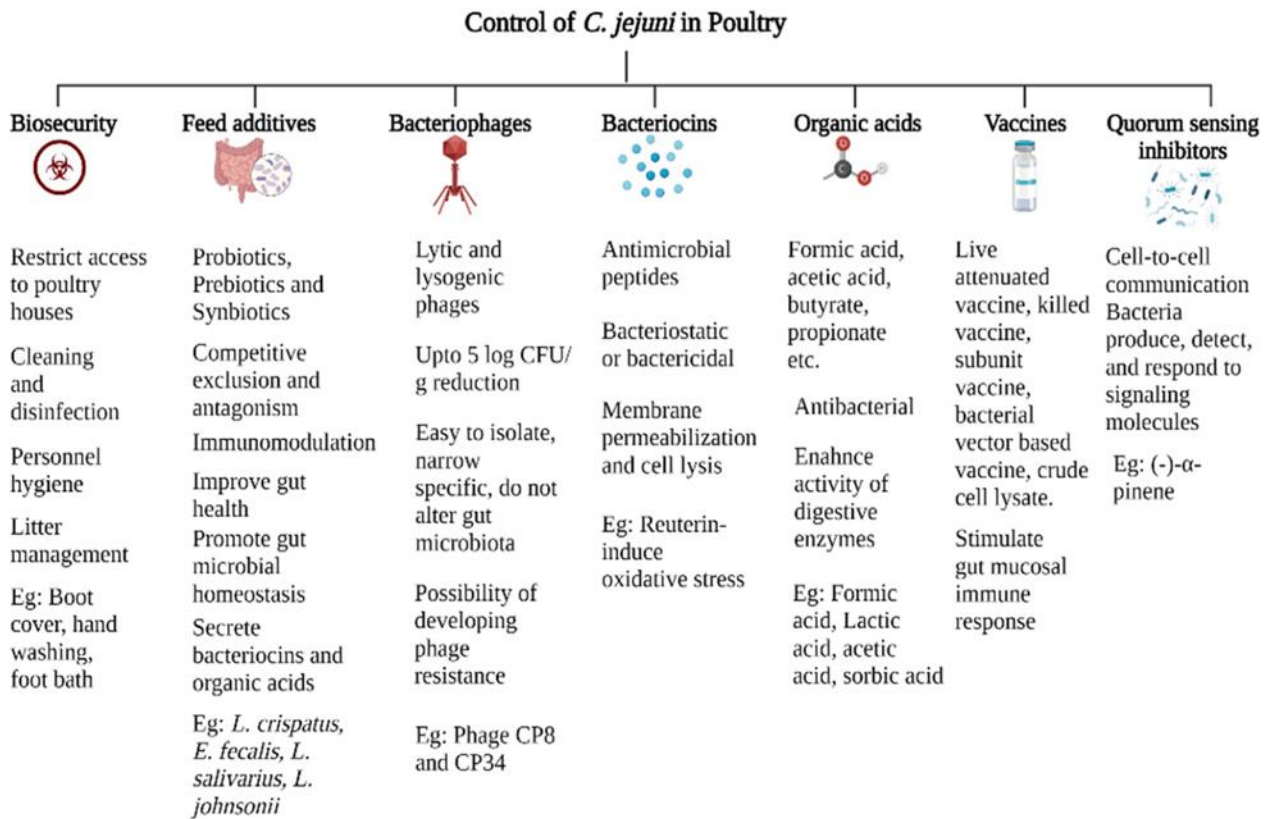 Control of C. jejuni in Poultry
Biosecurity
Restrict access
to poultry
houses
Cleaning
and
disinfection
Personnel
hygiene
Litter
management
Eg: Boot
cover, hand
washing,
foot bath
Feed additives
Probiotics,
Prebiotics and
Synbiotics
Competitive
exclusion and
antagonism
Immunomodulation
Improve gut
health
Promote gut
microbial
homeostasis
Secrete
bacteriocins and
organic acids
Eg: L. crispatus,
E. fecalis, L.
salivarius, L.
johnsonii
Bacteriophages
Lytic and
lysogenic
phages
Upto 5 log CFU/
g reduction
Easy to isolate,
narrow
specific, do not
alter gut
microbiota
Possibility of
developing
phage
resistance
Eg: Phage CP8
and CP34
Bacteriocins
Antimicrobial
peptides
Bacteriostatic
or bactericidal
Membrane
permeabilization
and cell lysis
Eg: Reuterin-
induce
oxidative stress
Organic acids
O
C
O
H
Formic acid,
acetic acid,
butyrate,
propionate
etc.
Antibacterial
Enahnce
activity of
digestive
enzymes
Eg: Formic
acid, Lactic
acid, acetic
acid, sorbic acid
Vaccines
Live
attenuated
vaccine, killed
vaccine,
subunit
vaccine,
bacterial
vector based
vaccine, crude
cell lysate.
Stimulate
gut mucosal
immune
response
Quorum sensing
inhibitors
Cell-to-cell
communication
Bacteria
produce, detect,
and respond to
signaling
molecules
Eg: (-)-α-
pinene